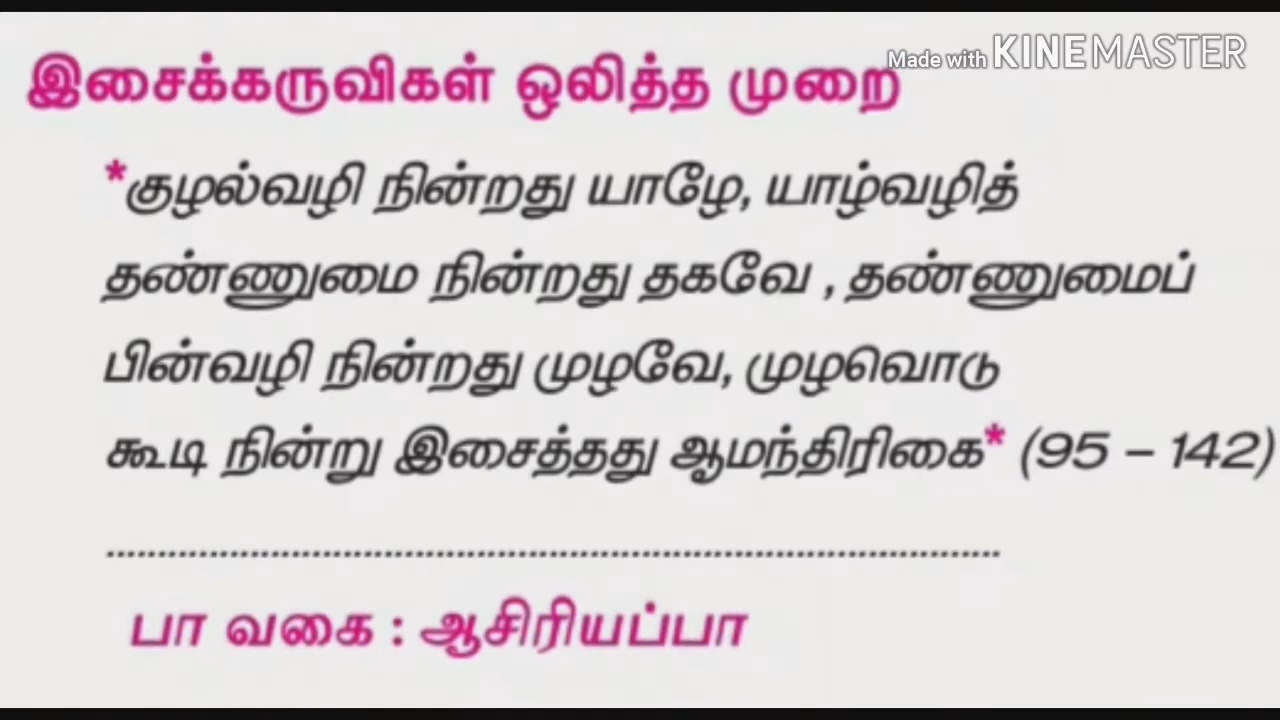 Made with KINEMASTER
இசைக்கருவிகள் ஒலித்த முறை
*குழல்வழி நின்றது யாழே, யாழ்வழித்
தண்ணுமை நின்றது தகவே , தண்ணுமைப்
பின்வழி நின்றது முழவே, முழவொடு
கூடி நின்று இசைத்தது ஆமந்திரிகை* (95 – 142)
................................................................................
பா வகை : ஆசிரியப்பா